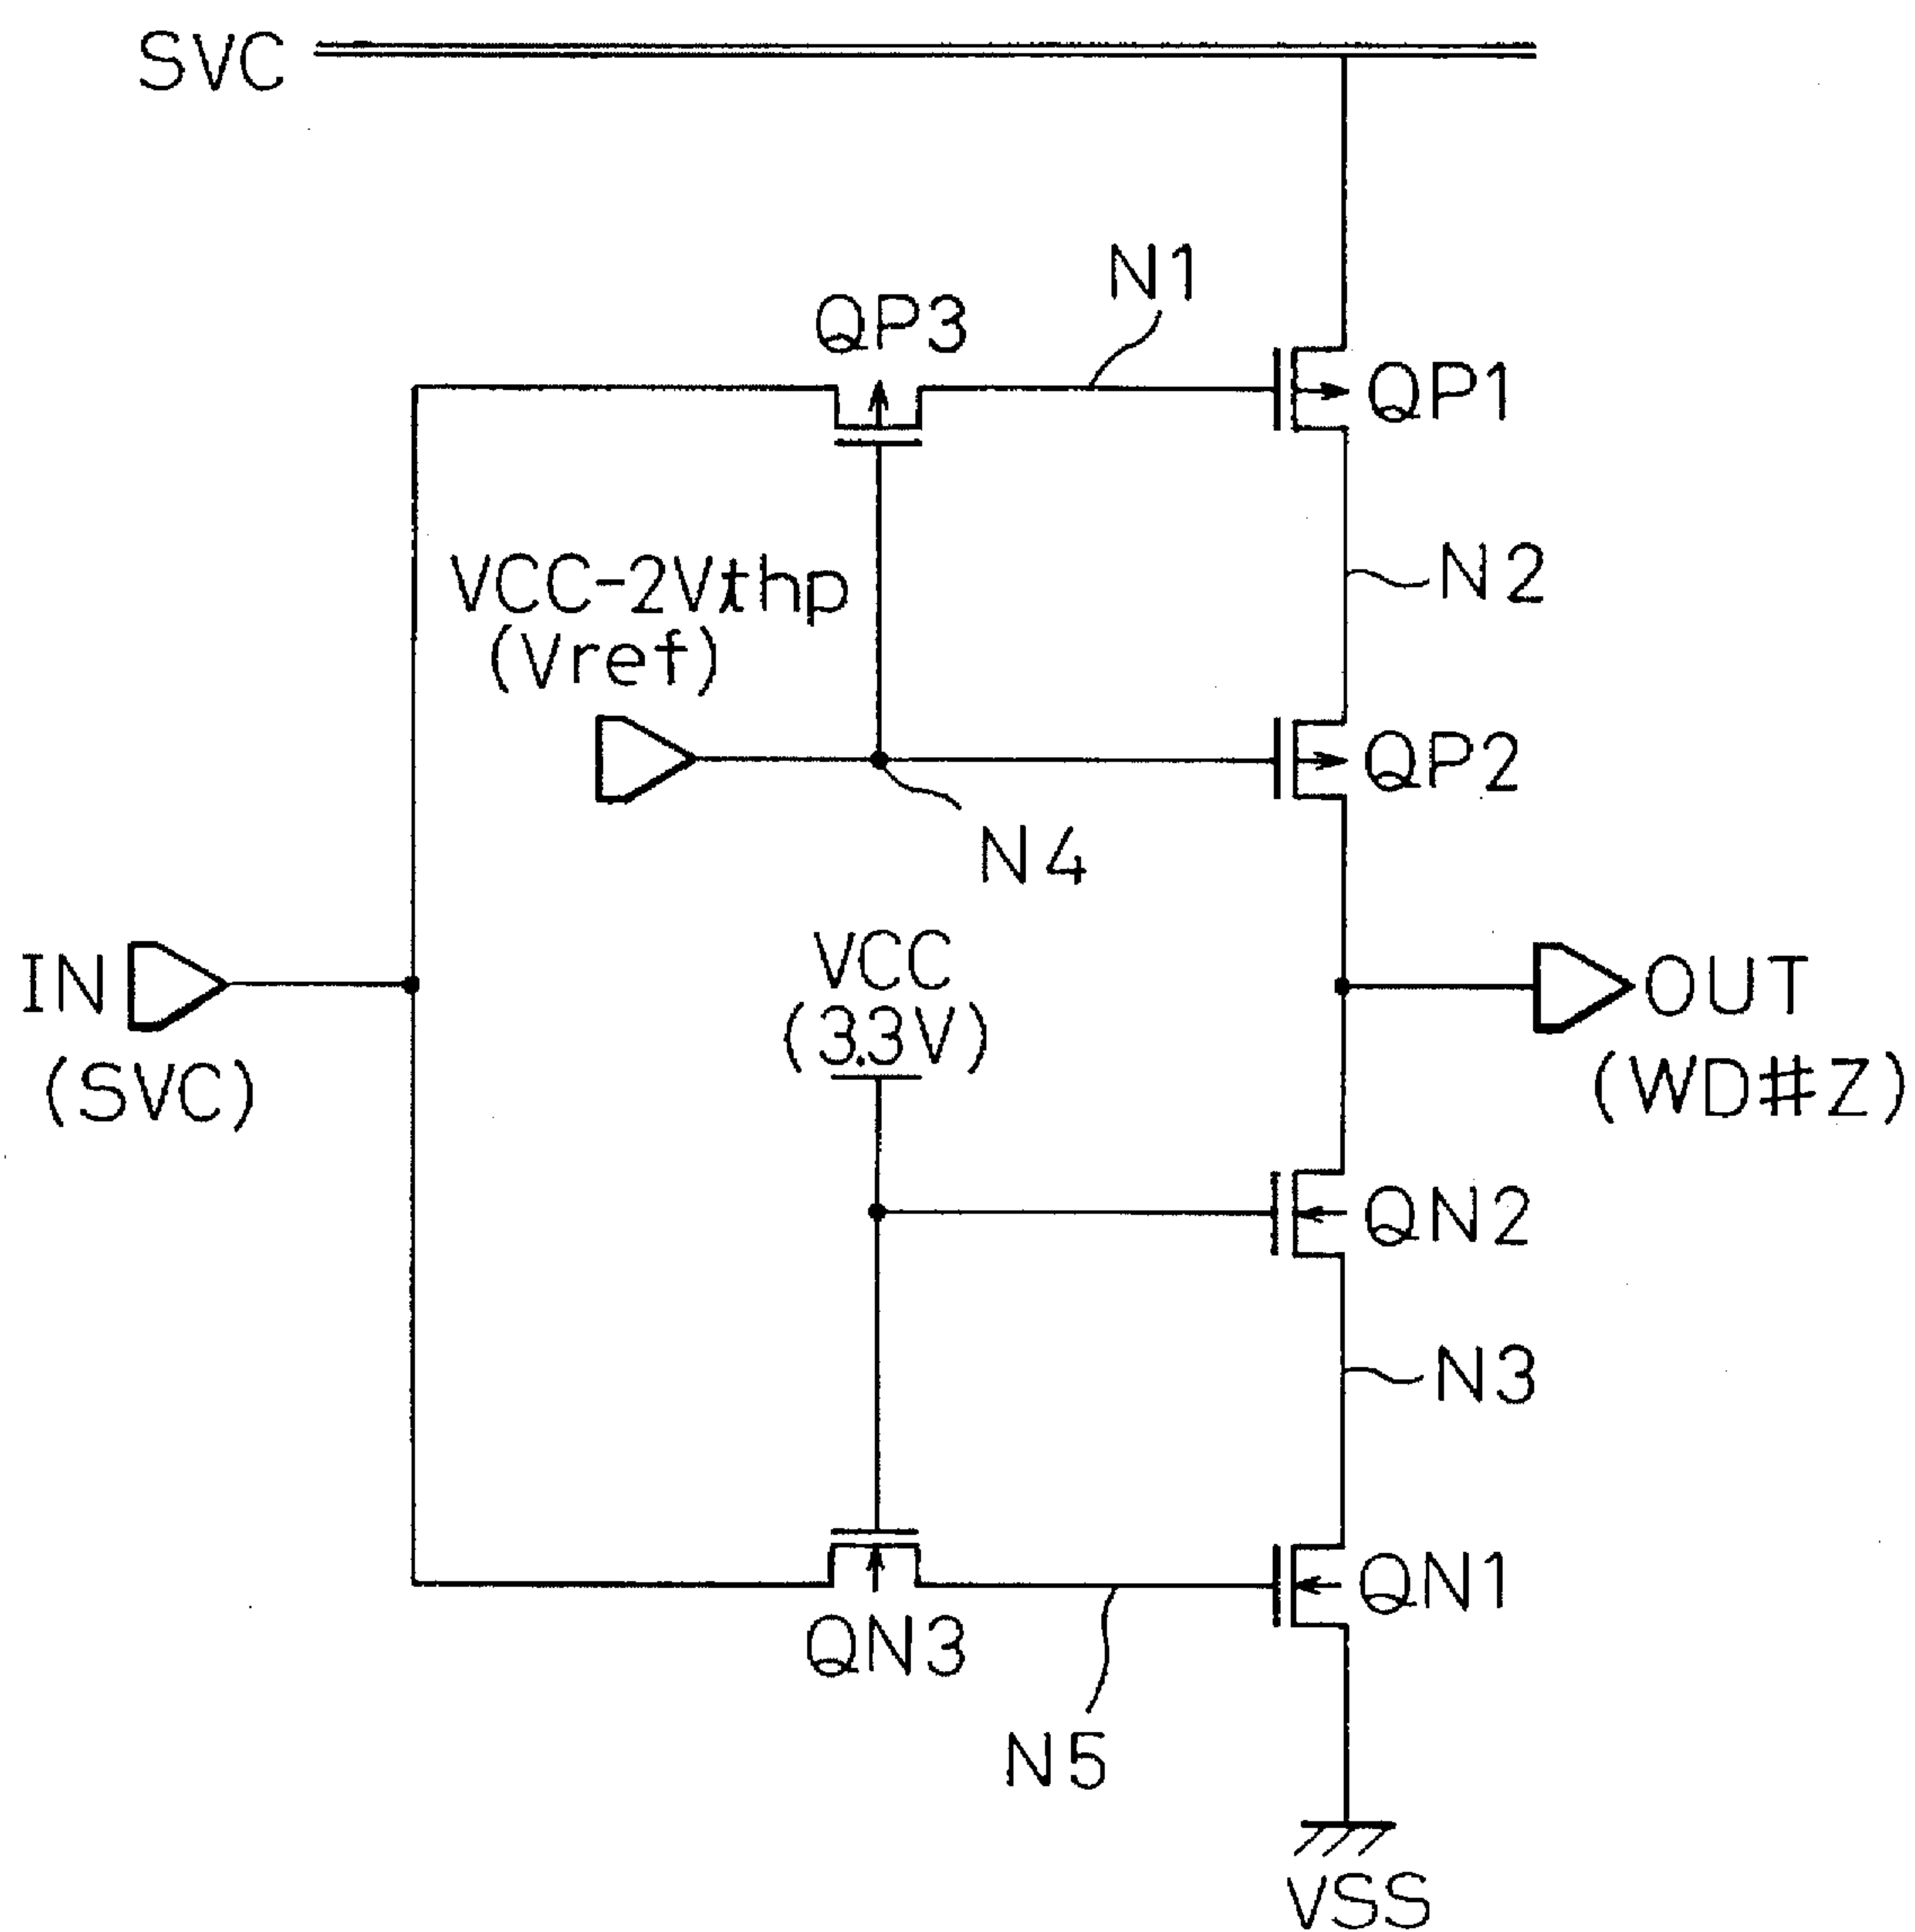 SVC
N1
QP3
QP1
VCC-2Vthp
(Vref)
N2
QP2
N4
IN
(SVC)
VCC
(3.3V)
OUT
(WD#Z)
QN2
N3
QN1
QN3
N5
VSS